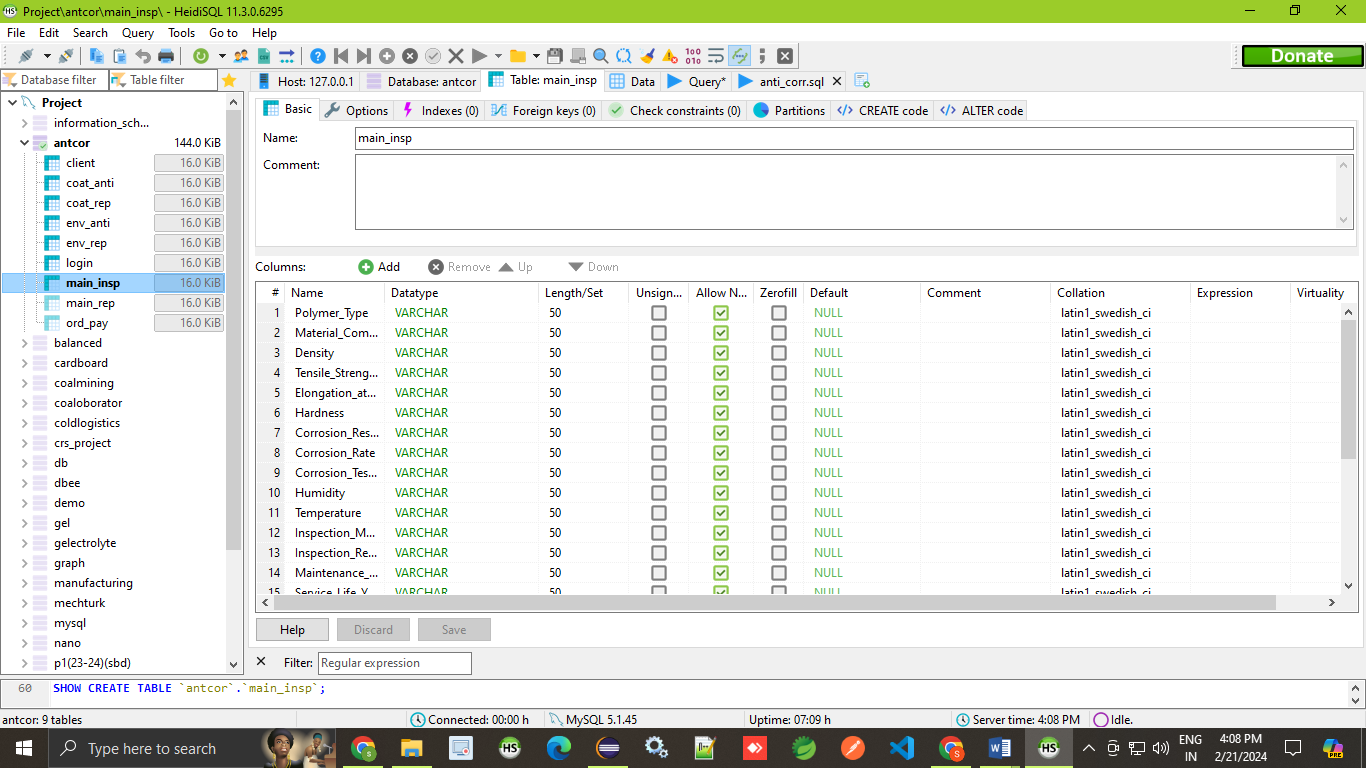 Project\antcor\main_insp\ - HeidiSQL 11.3.0.6295
File Edit Search Query Tools Go to Help
Donate
Database filter Table filter
Host: 127.0.0.1 Database: antcor Table: main_insp Data Query* anti_corr.sql
Project
information_sch...
antcor 144.0 KiB
client 16.0 KiB
coat_anti 16.0 KiB
coat_rep 16.0 KiB
env_anti 16.0 KiB
env_rep 16.0 KiB
login 16.0 KiB
main_insp 16.0 KiB
main_rep 16.0 KiB
ord_pay 16.0 KiB
balanced
cardboard
coalmining
coaloborator
coldlogistics
crs_project
db
dbee
demo
gel
gelectrolyte
graph
manufacturing
mechturk
mysql
nano
p1(23-24)(sbd)
Basic Options Indexes (0) Foreign keys (0) Check constraints (0) Partitions CREATE code ALTER code
Name: main_insp
Comment:
Columns: Add Remove Up Down
# Name Datatype Length/Set Unsign... Allow N... Zerofill Default Comment Collation Expression Virtuality
1 Polymer_Type VARCHAR 50 NULL latin1_swedish_ci
2 Material_Com... VARCHAR 50 NULL latin1_swedish_ci
3 Density VARCHAR 50 NULL latin1_swedish_ci
4 Tensile_Streng... VARCHAR 50 NULL latin1_swedish_ci
5 Elongation_at... VARCHAR 50 NULL latin1_swedish_ci
6 Hardness VARCHAR 50 NULL latin1_swedish_ci
7 Corrosion_Res... VARCHAR 50 NULL latin1_swedish_ci
8 Corrosion_Rate VARCHAR 50 NULL latin1_swedish_ci
9 Corrosion_Tes... VARCHAR 50 NULL latin1_swedish_ci
10 Humidity VARCHAR 50 NULL latin1_swedish_ci
11 Temperature VARCHAR 50 NULL latin1_swedish_ci
12 Inspection_M... VARCHAR 50 NULL latin1_swedish_ci
13 Inspection_Re... VARCHAR 50 NULL latin1_swedish_ci
14 Maintenance_... VARCHAR 50 NULL latin1_swedish_ci
15 Service_Life_Y... VARCHAR 50 NULL latin1_swedish_ci
Help Discard Save
Filter: Regular expression
60 SHOW CREATE TABLE `antcor`.`main_insp`;
antcor: 9 tables Connected: 00:00 h MySQL 5.1.45 Uptime: 07:09 h Server time: 4:08 PM Idle.
Type here to search
ENG
IN
4:08 PM
2/21/2024